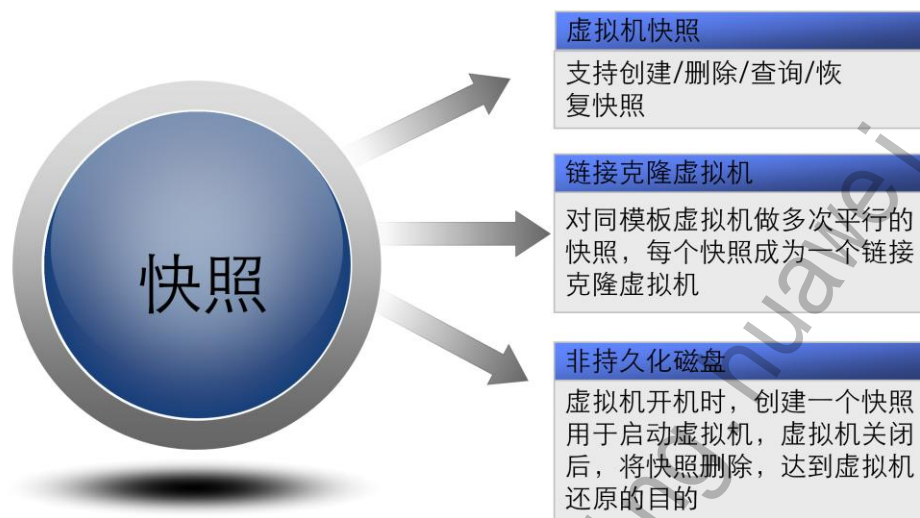 快照
虚拟机快照
支持创建/删除/查询/恢
复快照
链接克隆虚拟机
对同模板虚拟机做多次平行的
快照，每个快照成为一个链接
克隆虚拟机
非持久化磁盘
虚拟机开机时，创建一个快照
用于启动虚拟机，虚拟机关闭
后，将快照删除，达到虚拟机
还原的目的
ng.huawei